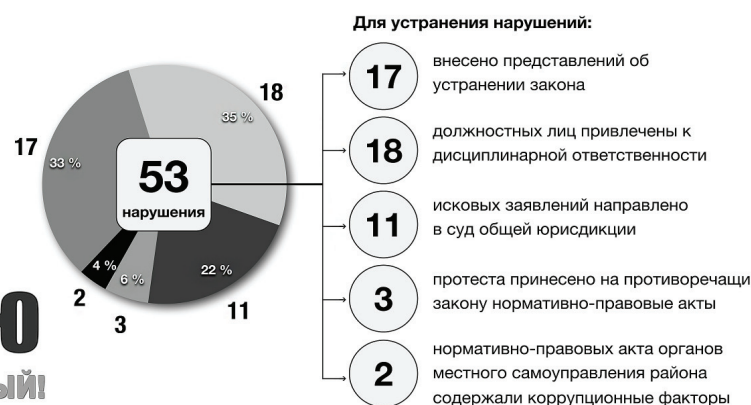 Для устранения нарушений:
18
35 %
17
33 %
53
нарушения
4 %
6 %
22 %
2
3
11
17
внесено представлений об
устранении закона
18
должностных лиц привлечены к
дисциплинарной ответственности
11
исковых заявлений направлено
в суд общей юрисдикции
3
протеста принесено на противоречащи
закону нормативно-правовые акты
2
нормативно-правовых акта органов
местного самоуправления района
содержали коррупционные факторы